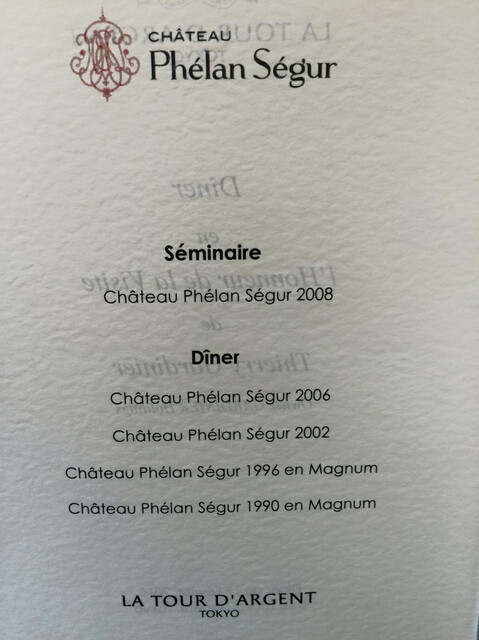 CHÂTEAU
Phélan Ségur
Séminaire
Château Phélan Ségur 2008
Dîner
Château Phélan Ségur 2006
Château Phélan Ségur 2002
Château Phélan Ségur 1996 en Magnum
Château Phélan Ségur 1990 en Magnum
LA TOUR D'ARGENT
TOKYO